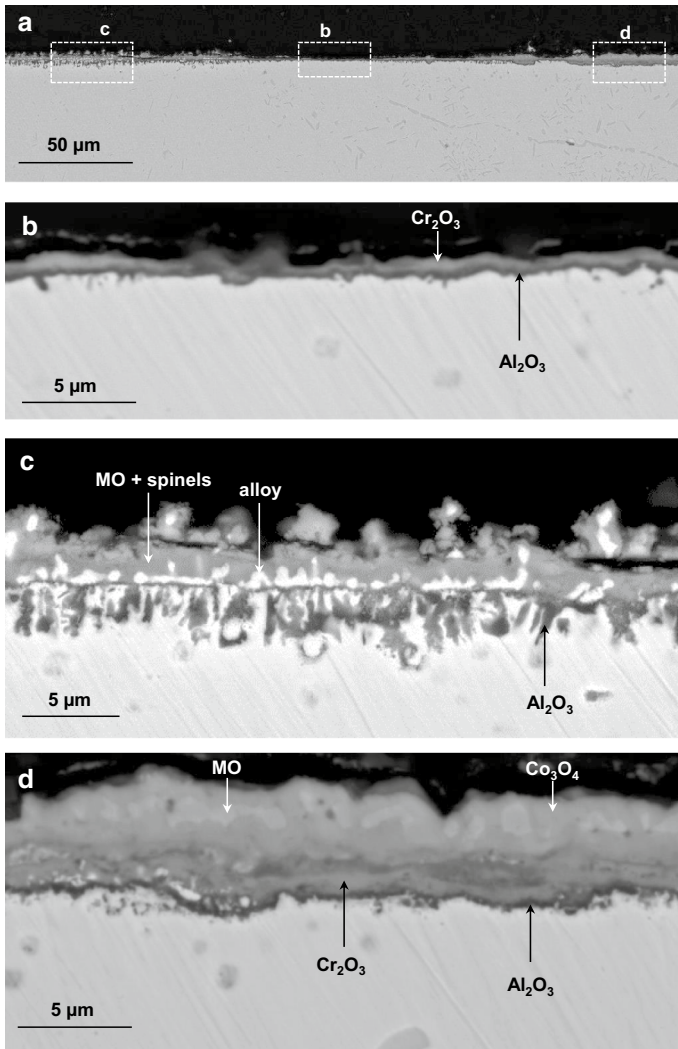 a
c
b
d
50 µm
b
Cr₂O₃
Al₂O₃
5 µm
c
MO + spinels
alloy
Al₂O₃
5 µm
d
MO
Co₃O₄
Cr₂O₃
Al₂O₃
5 µm